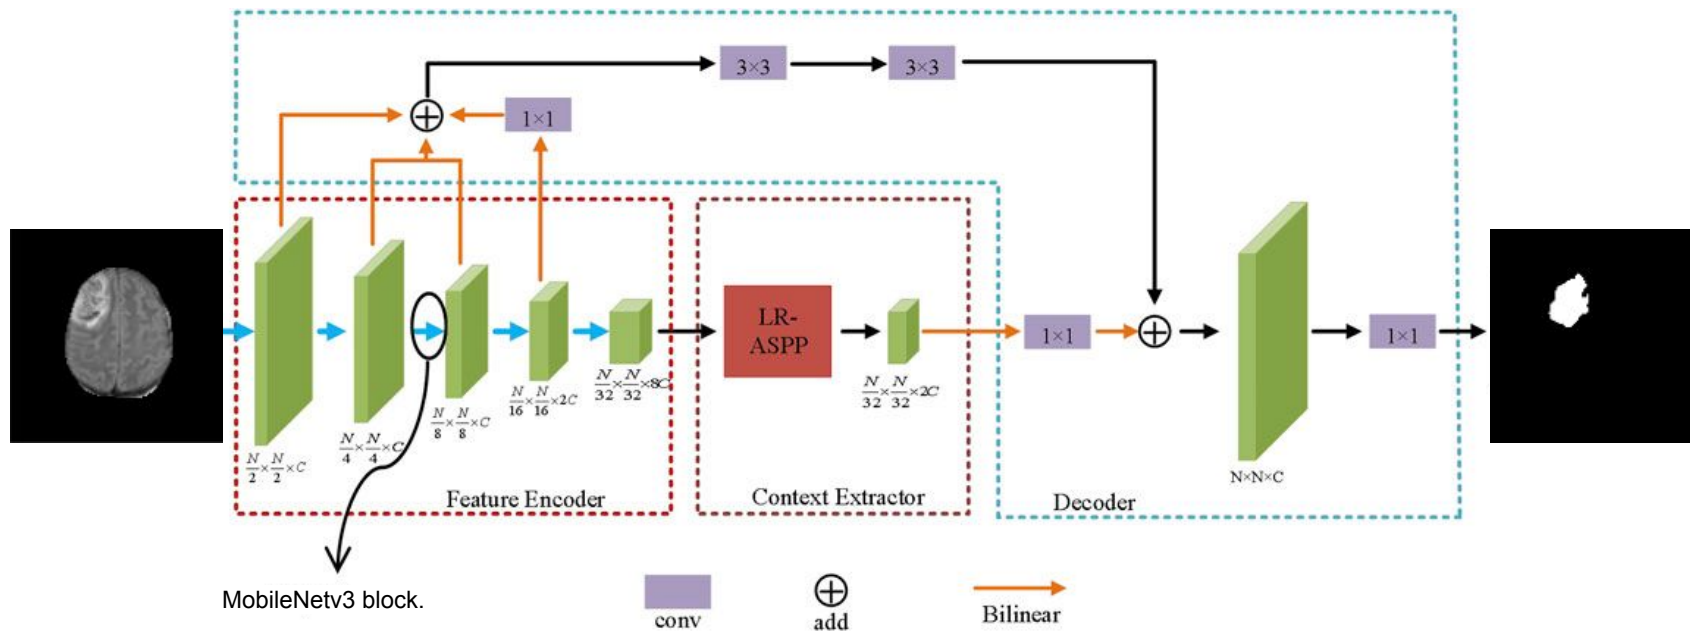 3×3
3×3
1×1
N/2 × N/2 × C
N/4 × N/4 × C
N/8 × N/8 × C
N/16 × N/16 × 2C
N/32 × N/32 × 8C
Feature Encoder
LR-
ASPP
N/32 × N/32 × 2C
Context Extractor
1×1
N×N×C
1×1
Decoder
MobileNetv3 block.
conv
add
Bilinear